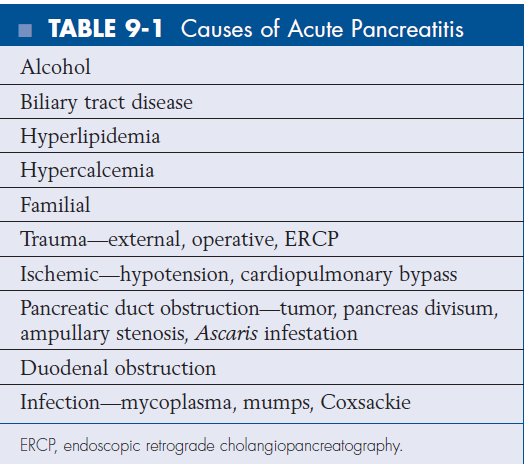 TABLE 9-1 Causes of Acute Pancreatitis
Alcohol
Biliary tract disease
Hyperlipidemia
Hypercalcemia
Familial
Trauma—external, operative, ERCP
Ischemic—hypotension, cardiopulmonary bypass
Pancreatic duct obstruction—tumor, pancreas divisum,
ampullary stenosis, Ascaris infestation
Duodenal obstruction
Infection—mycoplasma, mumps, Coxsackie
ERCP, endoscopic retrograde cholangiopancreatography.